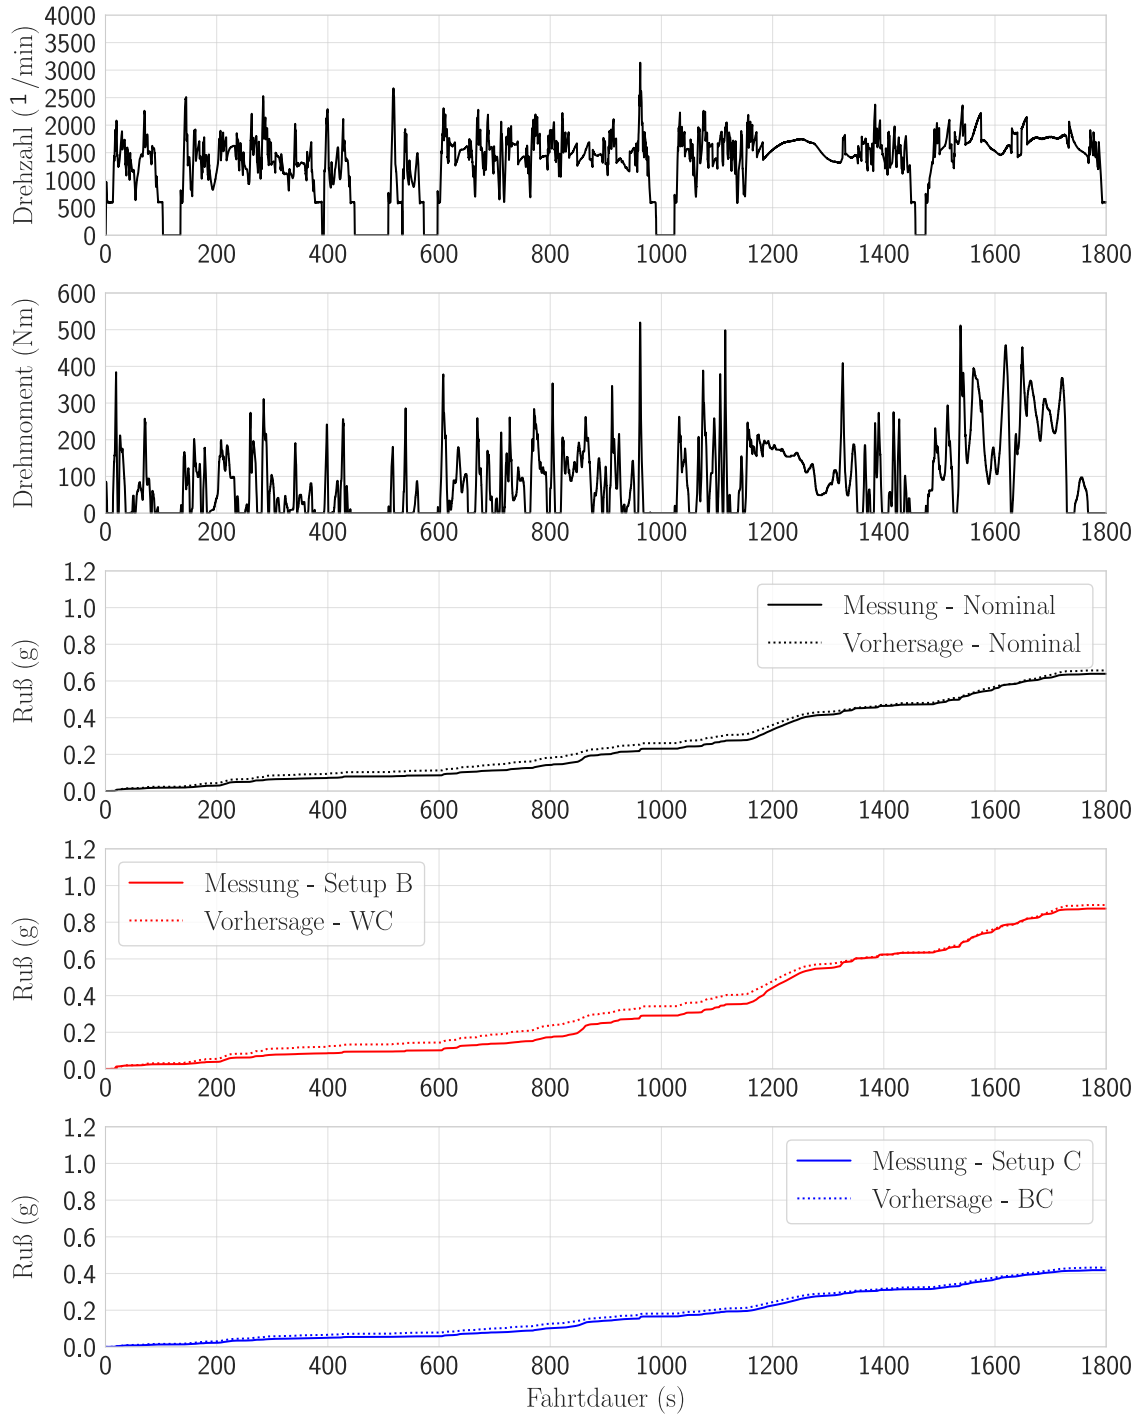 4000
3500
3000
2500
2000
1500
1000
500
0
Drehzahl (1/min)
0 200 400 600 800 1000 1200 1400 1600 1800
600
500
400
300
200
100
0
Drehmoment (Nm)
0 200 400 600 800 1000 1200 1400 1600 1800
1.2
1.0
0.8
0.6
0.4
0.2
0.0
Ruß (g)
Messung - Nominal
Vorhersage - Nominal
0 200 400 600 800 1000 1200 1400 1600 1800
1.2
1.0
0.8
0.6
0.4
0.2
0.0
Ruß (g)
Messung - Setup B
Vorhersage - WC
0 200 400 600 800 1000 1200 1400 1600 1800
1.2
1.0
0.8
0.6
0.4
0.2
0.0
Ruß (g)
Messung - Setup C
Vorhersage - BC
0 200 400 600 800 1000 1200 1400 1600 1800
Fahrtdauer (s)